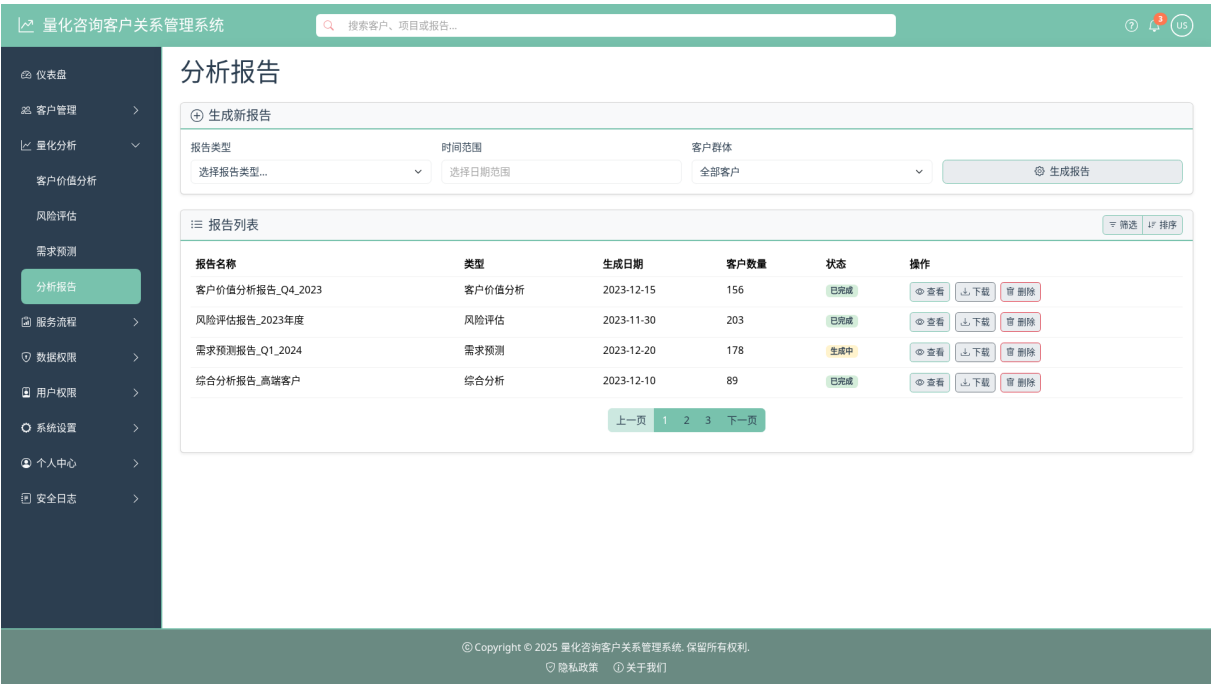 量化咨询客户关系管理系统
搜索客户、项目或报告...
3
US
仪表盘
客户管理
量化分析
客户价值分析
风险评估
需求预测
分析报告
服务流程
数据权限
用户权限
系统设置
个人中心
安全日志
分析报告
生成新报告
报告类型 时间范围 客户群体
选择报告类型... 选择日期范围 全部客户 生成报告
报告列表 筛选 排序
报告名称 类型 生成日期 客户数量 状态 操作
客户价值分析报告_Q4_2023 客户价值分析 2023-12-15 156 已完成 查看 下载 删除
风险评估报告_2023年度 风险评估 2023-11-30 203 已完成 查看 下载 删除
需求预测报告_Q1_2024 需求预测 2023-12-20 178 生成中 查看 下载 删除
综合分析报告_高端客户 综合分析 2023-12-10 89 已完成 查看 下载 删除
上一页 1 2 3 下一页
© Copyright © 2025 量化咨询客户关系管理系统. 保留所有权利.
隐私政策 关于我们